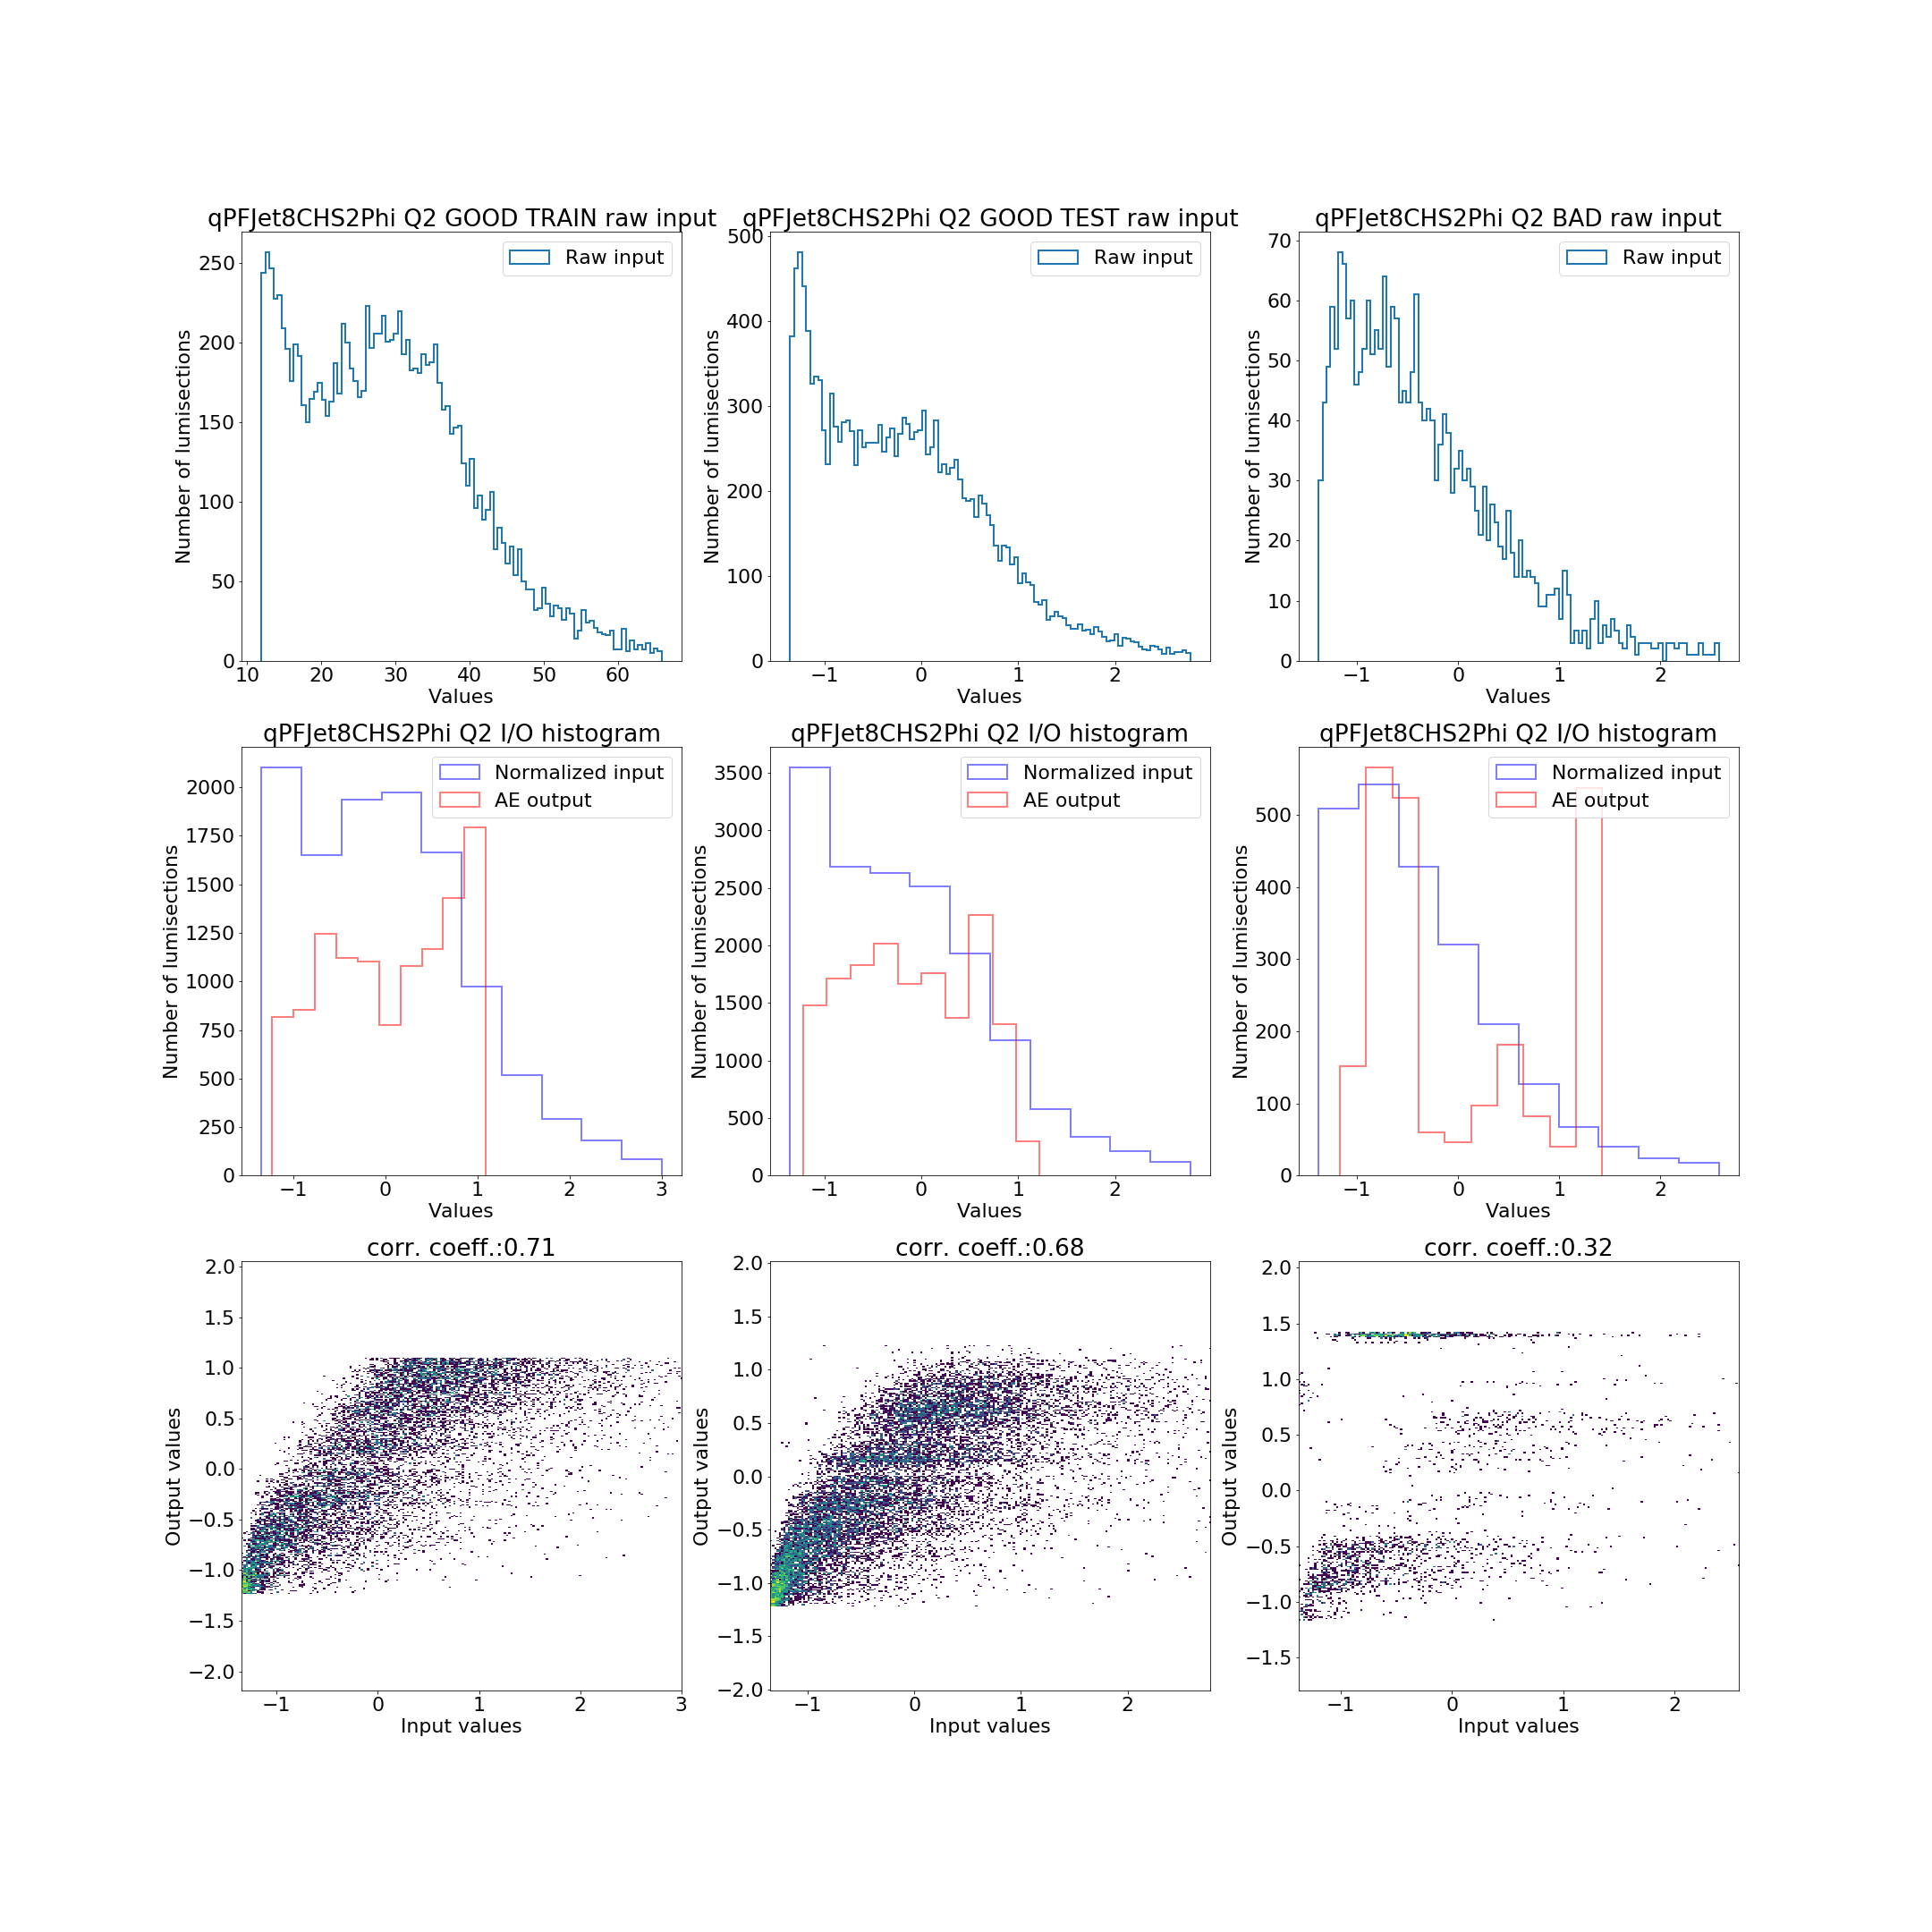 qPFJet8CHS2Phi Q2 GOOD TRAIN raw input
qPFJet8CHS2Phi Q2 GOOD TEST raw input
qPFJet8CHS2Phi Q2 BAD raw input
Number of lumisections
250
200
150
100
50
0
Raw input
10 20 30 40 50 60
Values
Number of lumisections
500
400
300
200
100
0
Raw input
−1 0 1 2
Values
Number of lumisections
70
60
50
40
30
20
10
0
Raw input
−1 0 1 2
Values
qPFJet8CHS2Phi Q2 I/O histogram
qPFJet8CHS2Phi Q2 I/O histogram
qPFJet8CHS2Phi Q2 I/O histogram
Number of lumisections
2000
1750
1500
1250
1000
750
500
250
0
Normalized input
AE output
−1 0 1 2 3
Values
Number of lumisections
3500
3000
2500
2000
1500
1000
500
0
Normalized input
AE output
−1 0 1 2
Values
Number of lumisections
500
400
300
200
100
0
Normalized input
AE output
−1 0 1 2
Values
corr. coeff.:0.71
corr. coeff.:0.68
corr. coeff.:0.32
Output values
2.0
1.5
1.0
0.5
0.0
−0.5
−1.0
−1.5
−2.0
−1 0 1 2 3
Input values
Output values
2.0
1.5
1.0
0.5
0.0
−0.5
−1.0
−1.5
−2.0
−1 0 1 2
Input values
Output values
2.0
1.5
1.0
0.5
0.0
−0.5
−1.0
−1.5
−1 0 1 2
Input values